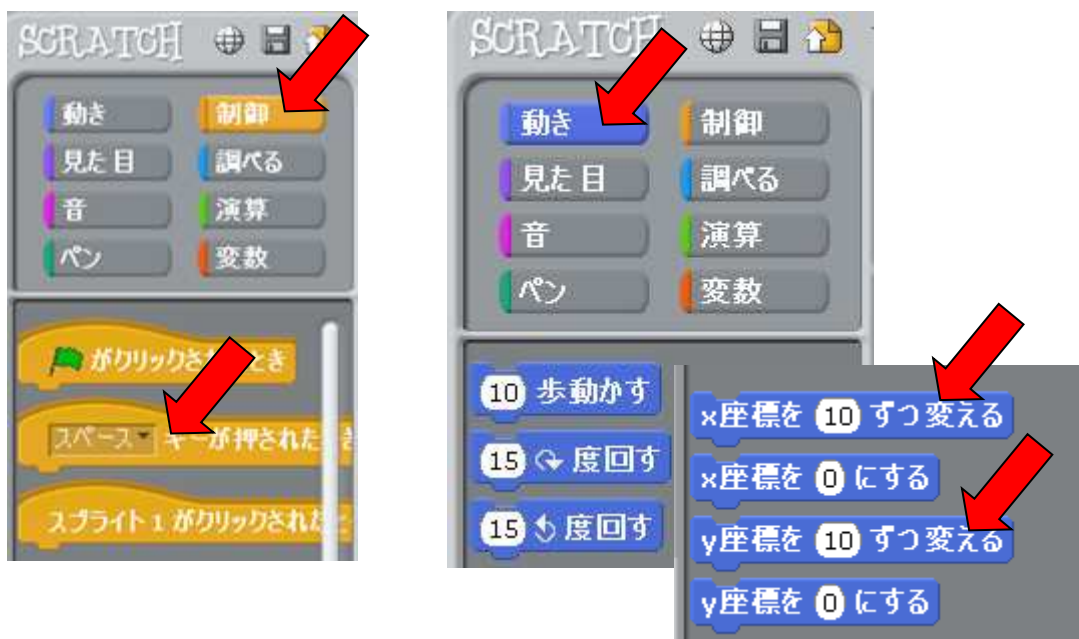 SCRATCH
動き 制御
見た目 調べる
音 演算
ペン 変数
がクリックされ とき
スペース キーが押された き
スプライト 1 がクリックされ
SCRATCH
動き 制御
見た目 調べる
音 演算
ペン 変数
10 歩動かす
15 度回す
15 度回す
x座標を 10 ずつ変える
x座標を 0 にする
y座標を 10 ずつ変える
y座標を 0 にする